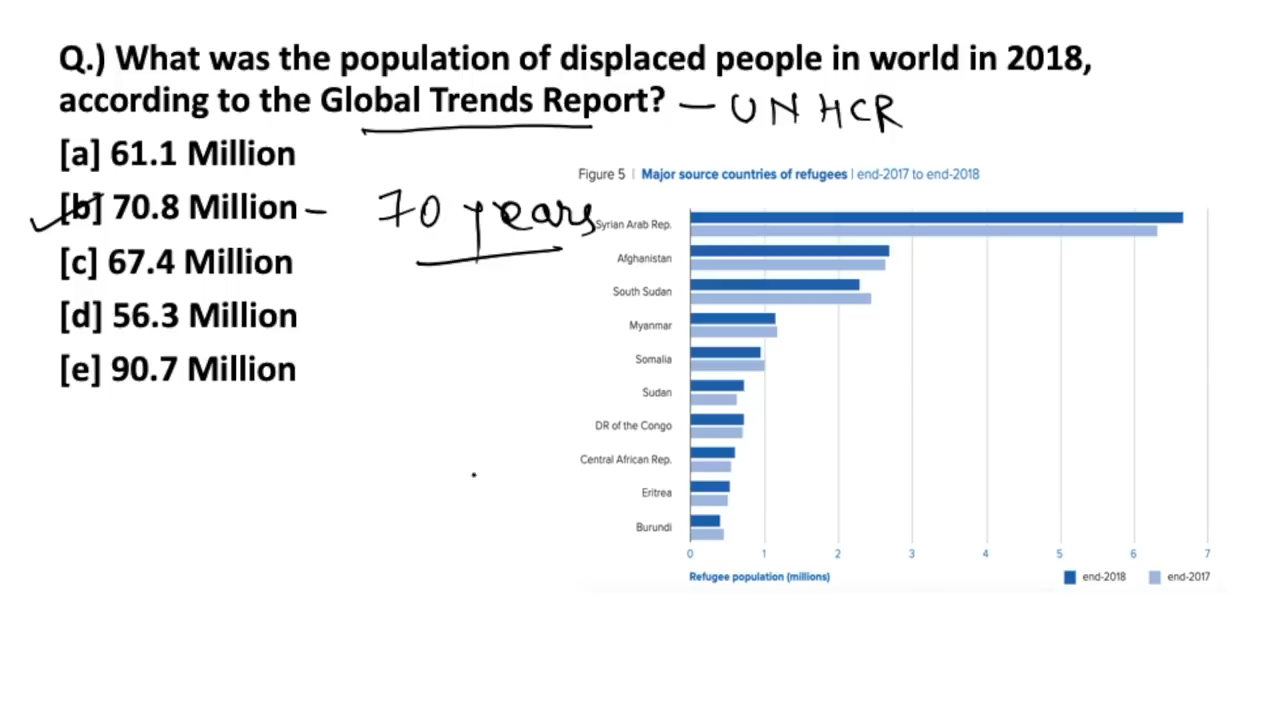 Q.) What was the population of displaced people in world in 2018,
according to the Global Trends Report? – UNHCR
[a] 61.1 Million
[b] 70.8 Million – 70 years
[c] 67.4 Million
[d] 56.3 Million
[e] 90.7 Million
Figure 5 | Major source countries of refugees | end-2017 to end-2018
Syrian Arab Rep.
Afghanistan
South Sudan
Myanmar
Somalia
Sudan
DR of the Congo
Central African Rep.
Eritrea
Burundi
0 1 2 3 4 5 6 7
Refugee population (millions)
end-2018 end-2017